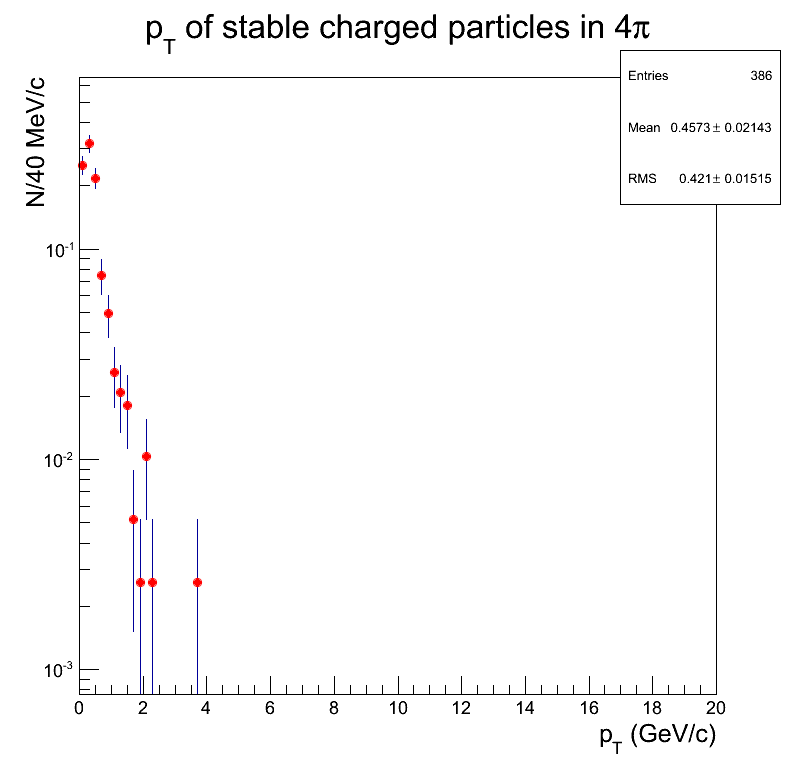 pT of stable charged particles in 4π
N/40 MeV/c
Entries 386
Mean 0.4573 ± 0.02143
RMS 0.421 ± 0.01515
10-1
10-2
10-3
0 2 4 6 8 10 12 14 16 18 20
pT (GeV/c)